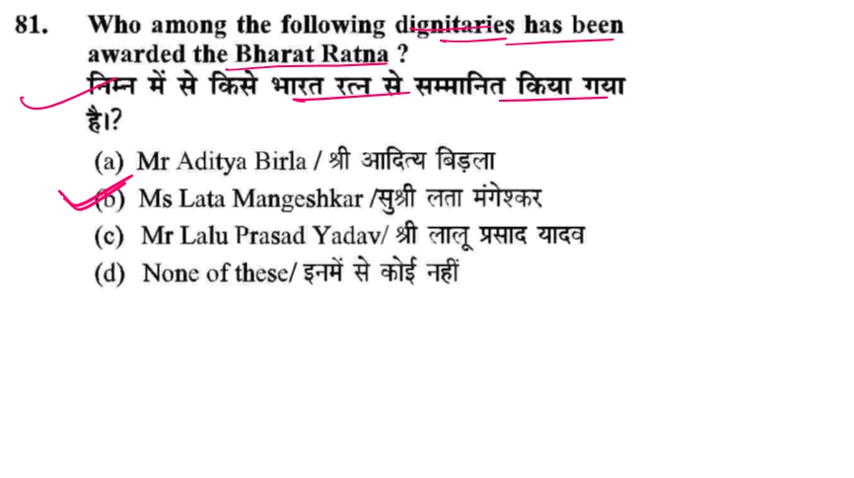 81. Who among the following dignitaries has been
awarded the Bharat Ratna ?
निम्न में से किसे भारत रत्न से सम्मानित किया गया
है।?
(a) Mr Aditya Birla / श्री आदित्य बिड़ला
(b) Ms Lata Mangeshkar /सुश्री लता मंगेश्कर
(c) Mr Lalu Prasad Yadav/ श्री लालू प्रसाद यादव
(d) None of these/ इनमें से कोई नहीं